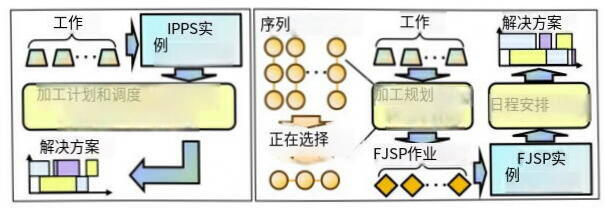 工作
IPPS实
例
加工计划和调度
解决方案
序列
工作
解决方案
加工规划
日程安排
正在选择
FJSP作业
FJSP实
例